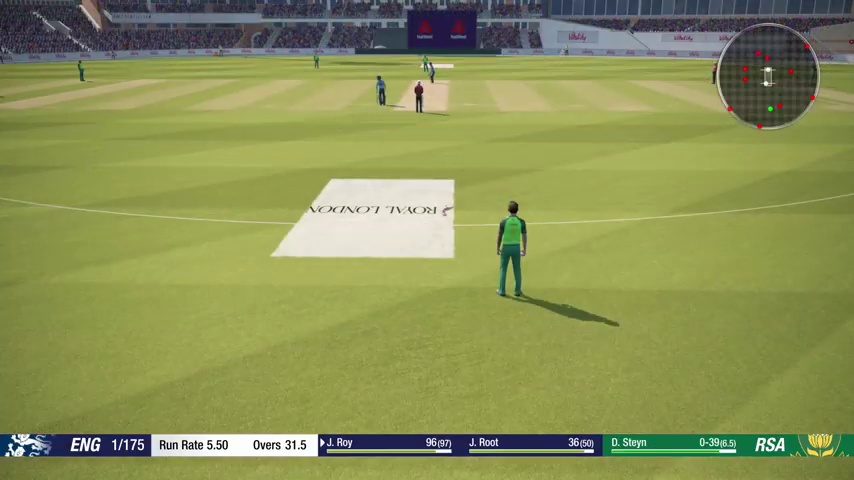 ROYAL LONDON
ENG 1/175 Run Rate 5.50 Overs 31.5 J. Roy 96 (97) J. Root 36 (50) D. Steyn 0-39 (6.5) RSA